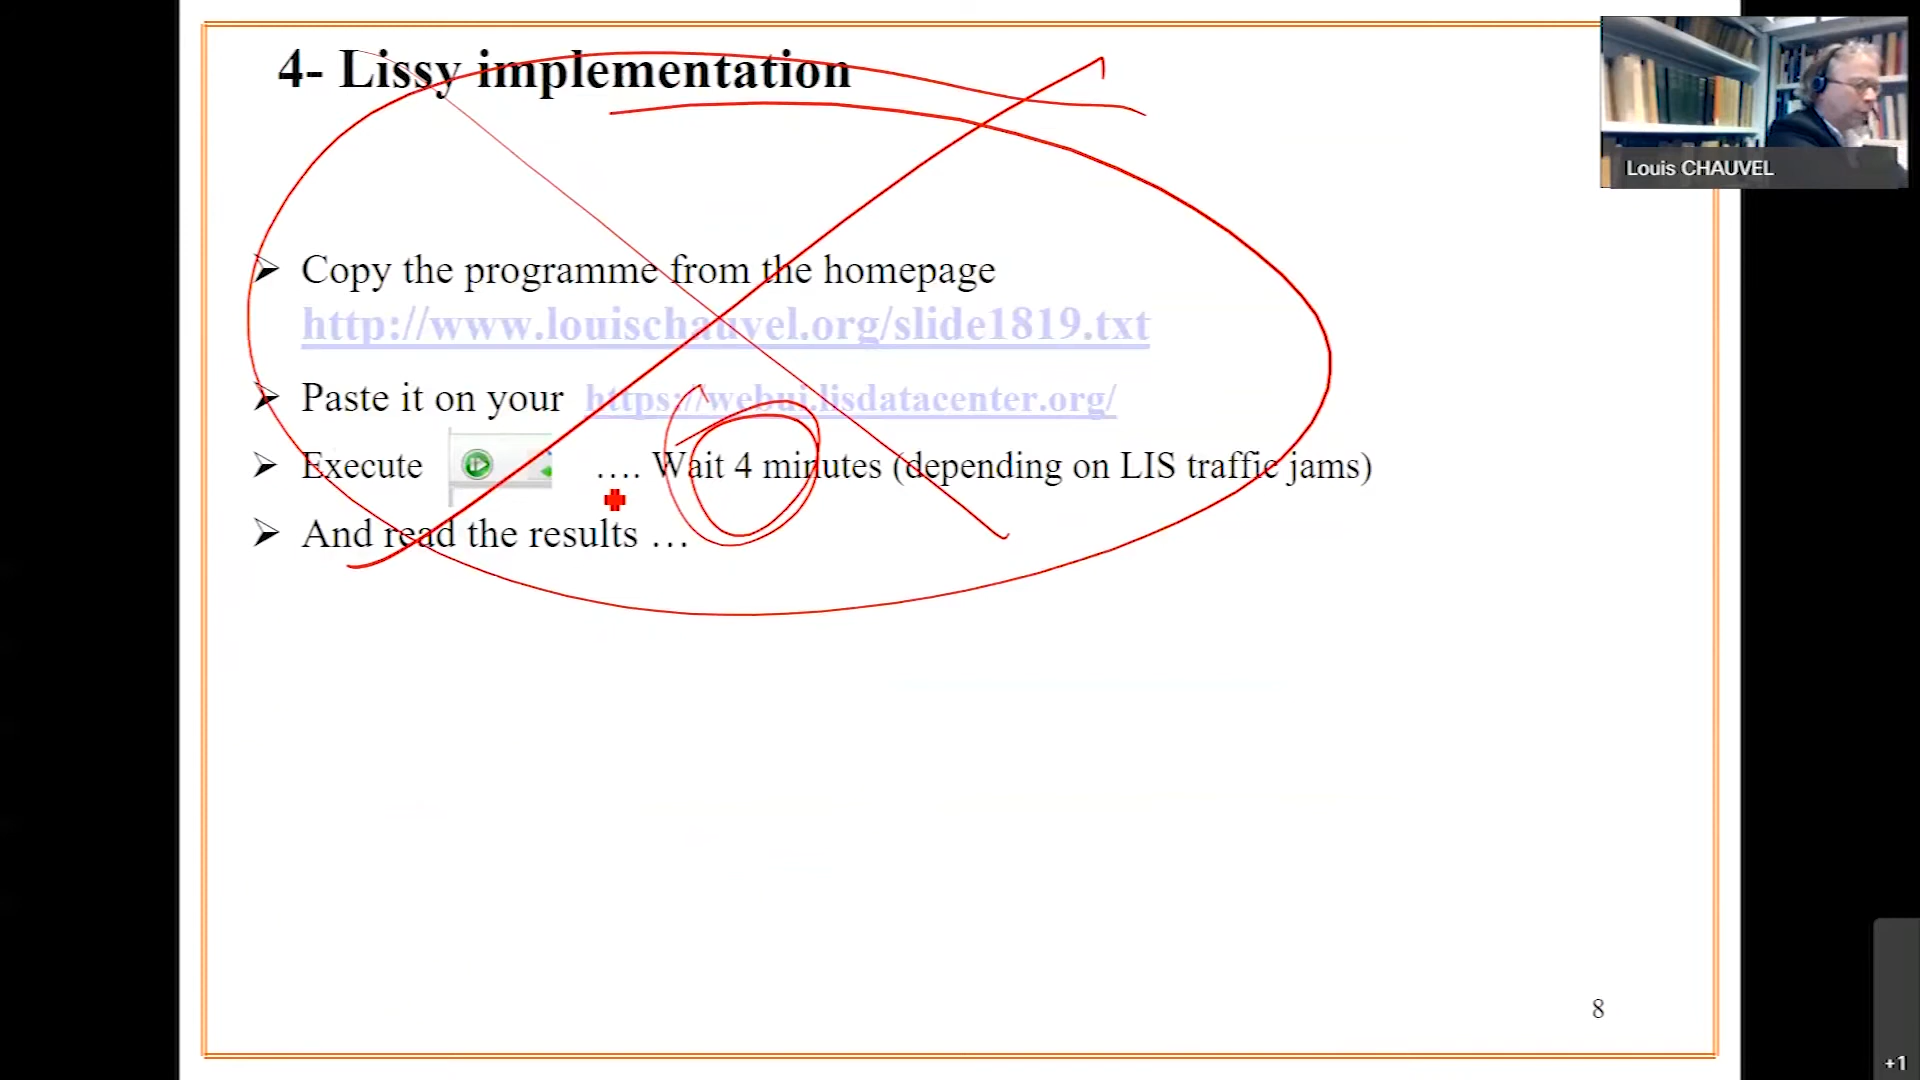 4- Lissy implementation
Copy the programme from the homepage
http://www.louischauvel.org/slide1819.txt
Paste it on your https://webui.lisdatacenter.org/
Execute …. Wait 4 minutes (depending on LIS traffic jams)
And read the results …
8
Louis CHAUVEL
+1